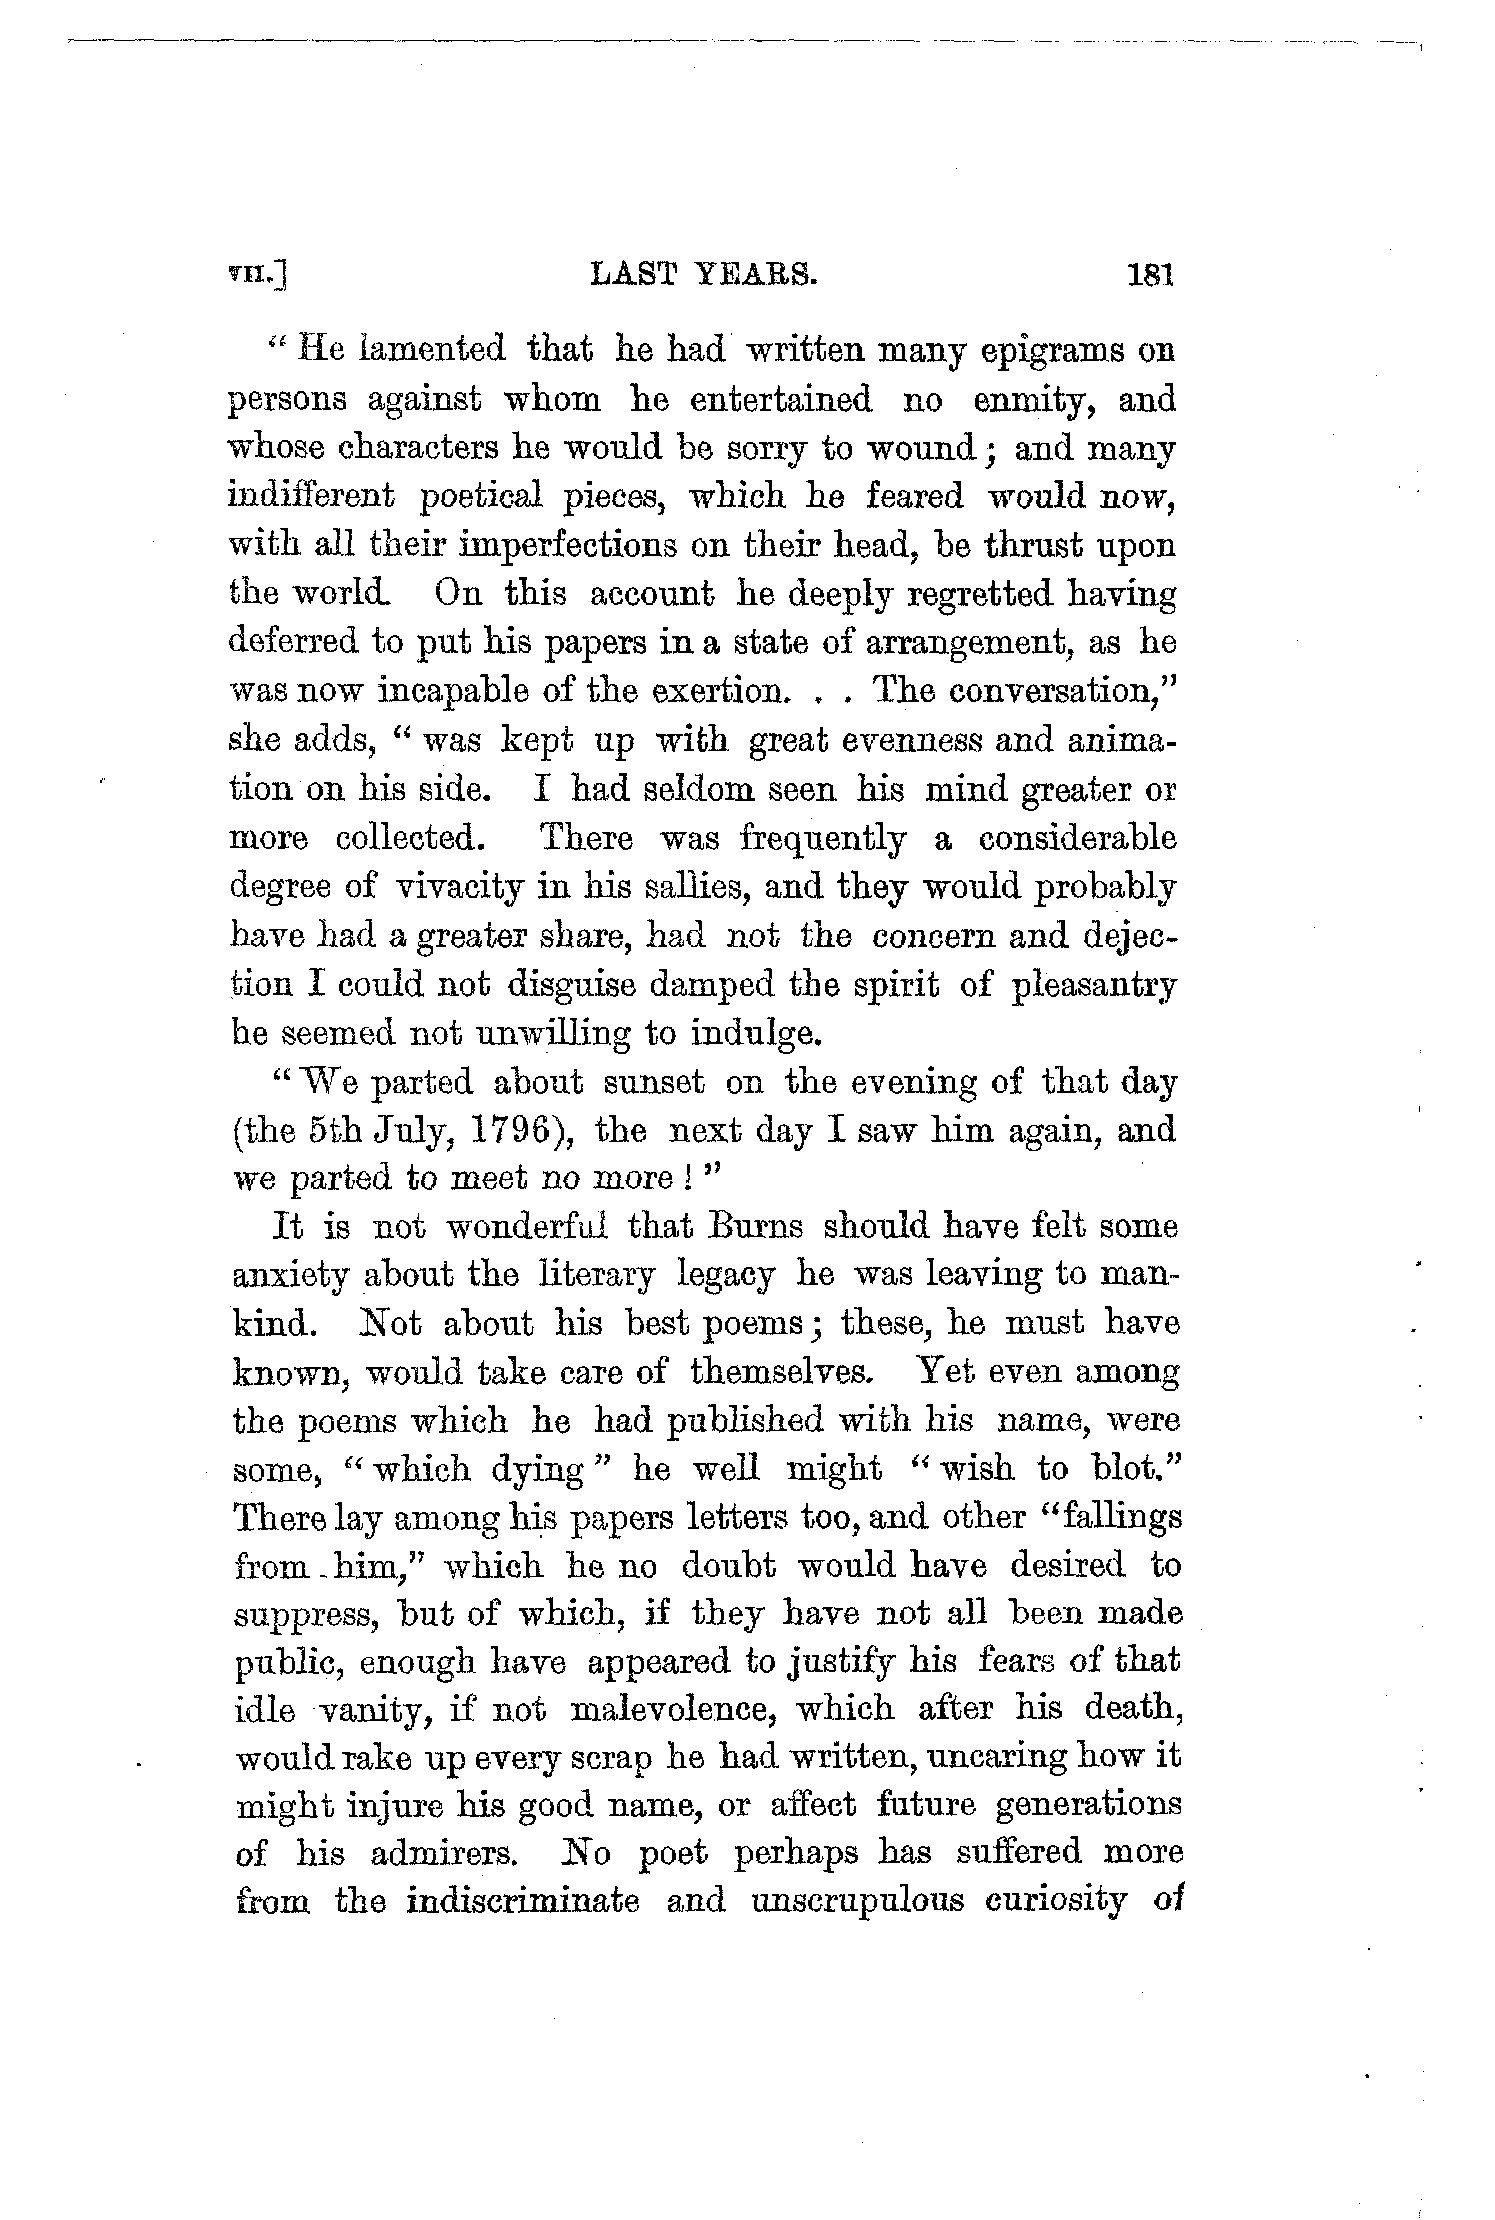 VII.] LAST YEARS. 181
“ He lamented that he had written many epigrams on
persons against whom he entertained no enmity, and
whose characters he would be sorry to wound ; and many
indifferent poetical pieces, which he feared would now,
with all their imperfections on their head, be thrust upon
the world. On this account he deeply regretted having
deferred to put his papers in a state of arrangement, as he
was now incapable of the exertion. . . The conversation,”
she adds, “ was kept up with great evenness and anima-
tion on his side. I had seldom seen his mind greater or
more collected. There was frequently a considerable
degree of vivacity in his sallies, and they would probably
have had a greater share, had not the concern and dejec-
tion I could not disguise damped the spirit of pleasantry
he seemed not unwilling to indulge.
“ We parted about sunset on the evening of that day
(the 5th July, 1796), the next day I saw him again, and
we parted to meet no more ! ”
It is not wonderful that Burns should have felt some
anxiety about the literary legacy he was leaving to man-
kind. Not about his best poems ; these, he must have
known, would take care of themselves. Yet even among
the poems which he had published with his name, were
some, “ which dying ” he well might “ wish to blot.”
There lay among his papers letters too, and other “fallings
from him,” which he no doubt would have desired to
suppress, but of which, if they have not all been made
public, enough have appeared to justify his fears of that
idle vanity, if not malevolence, which after his death,
would rake up every scrap he had written, uncaring how it
might injure his good name, or affect future generations
of his admirers. No poet perhaps has suffered more
from the indiscriminate and unscrupulous curiosity of